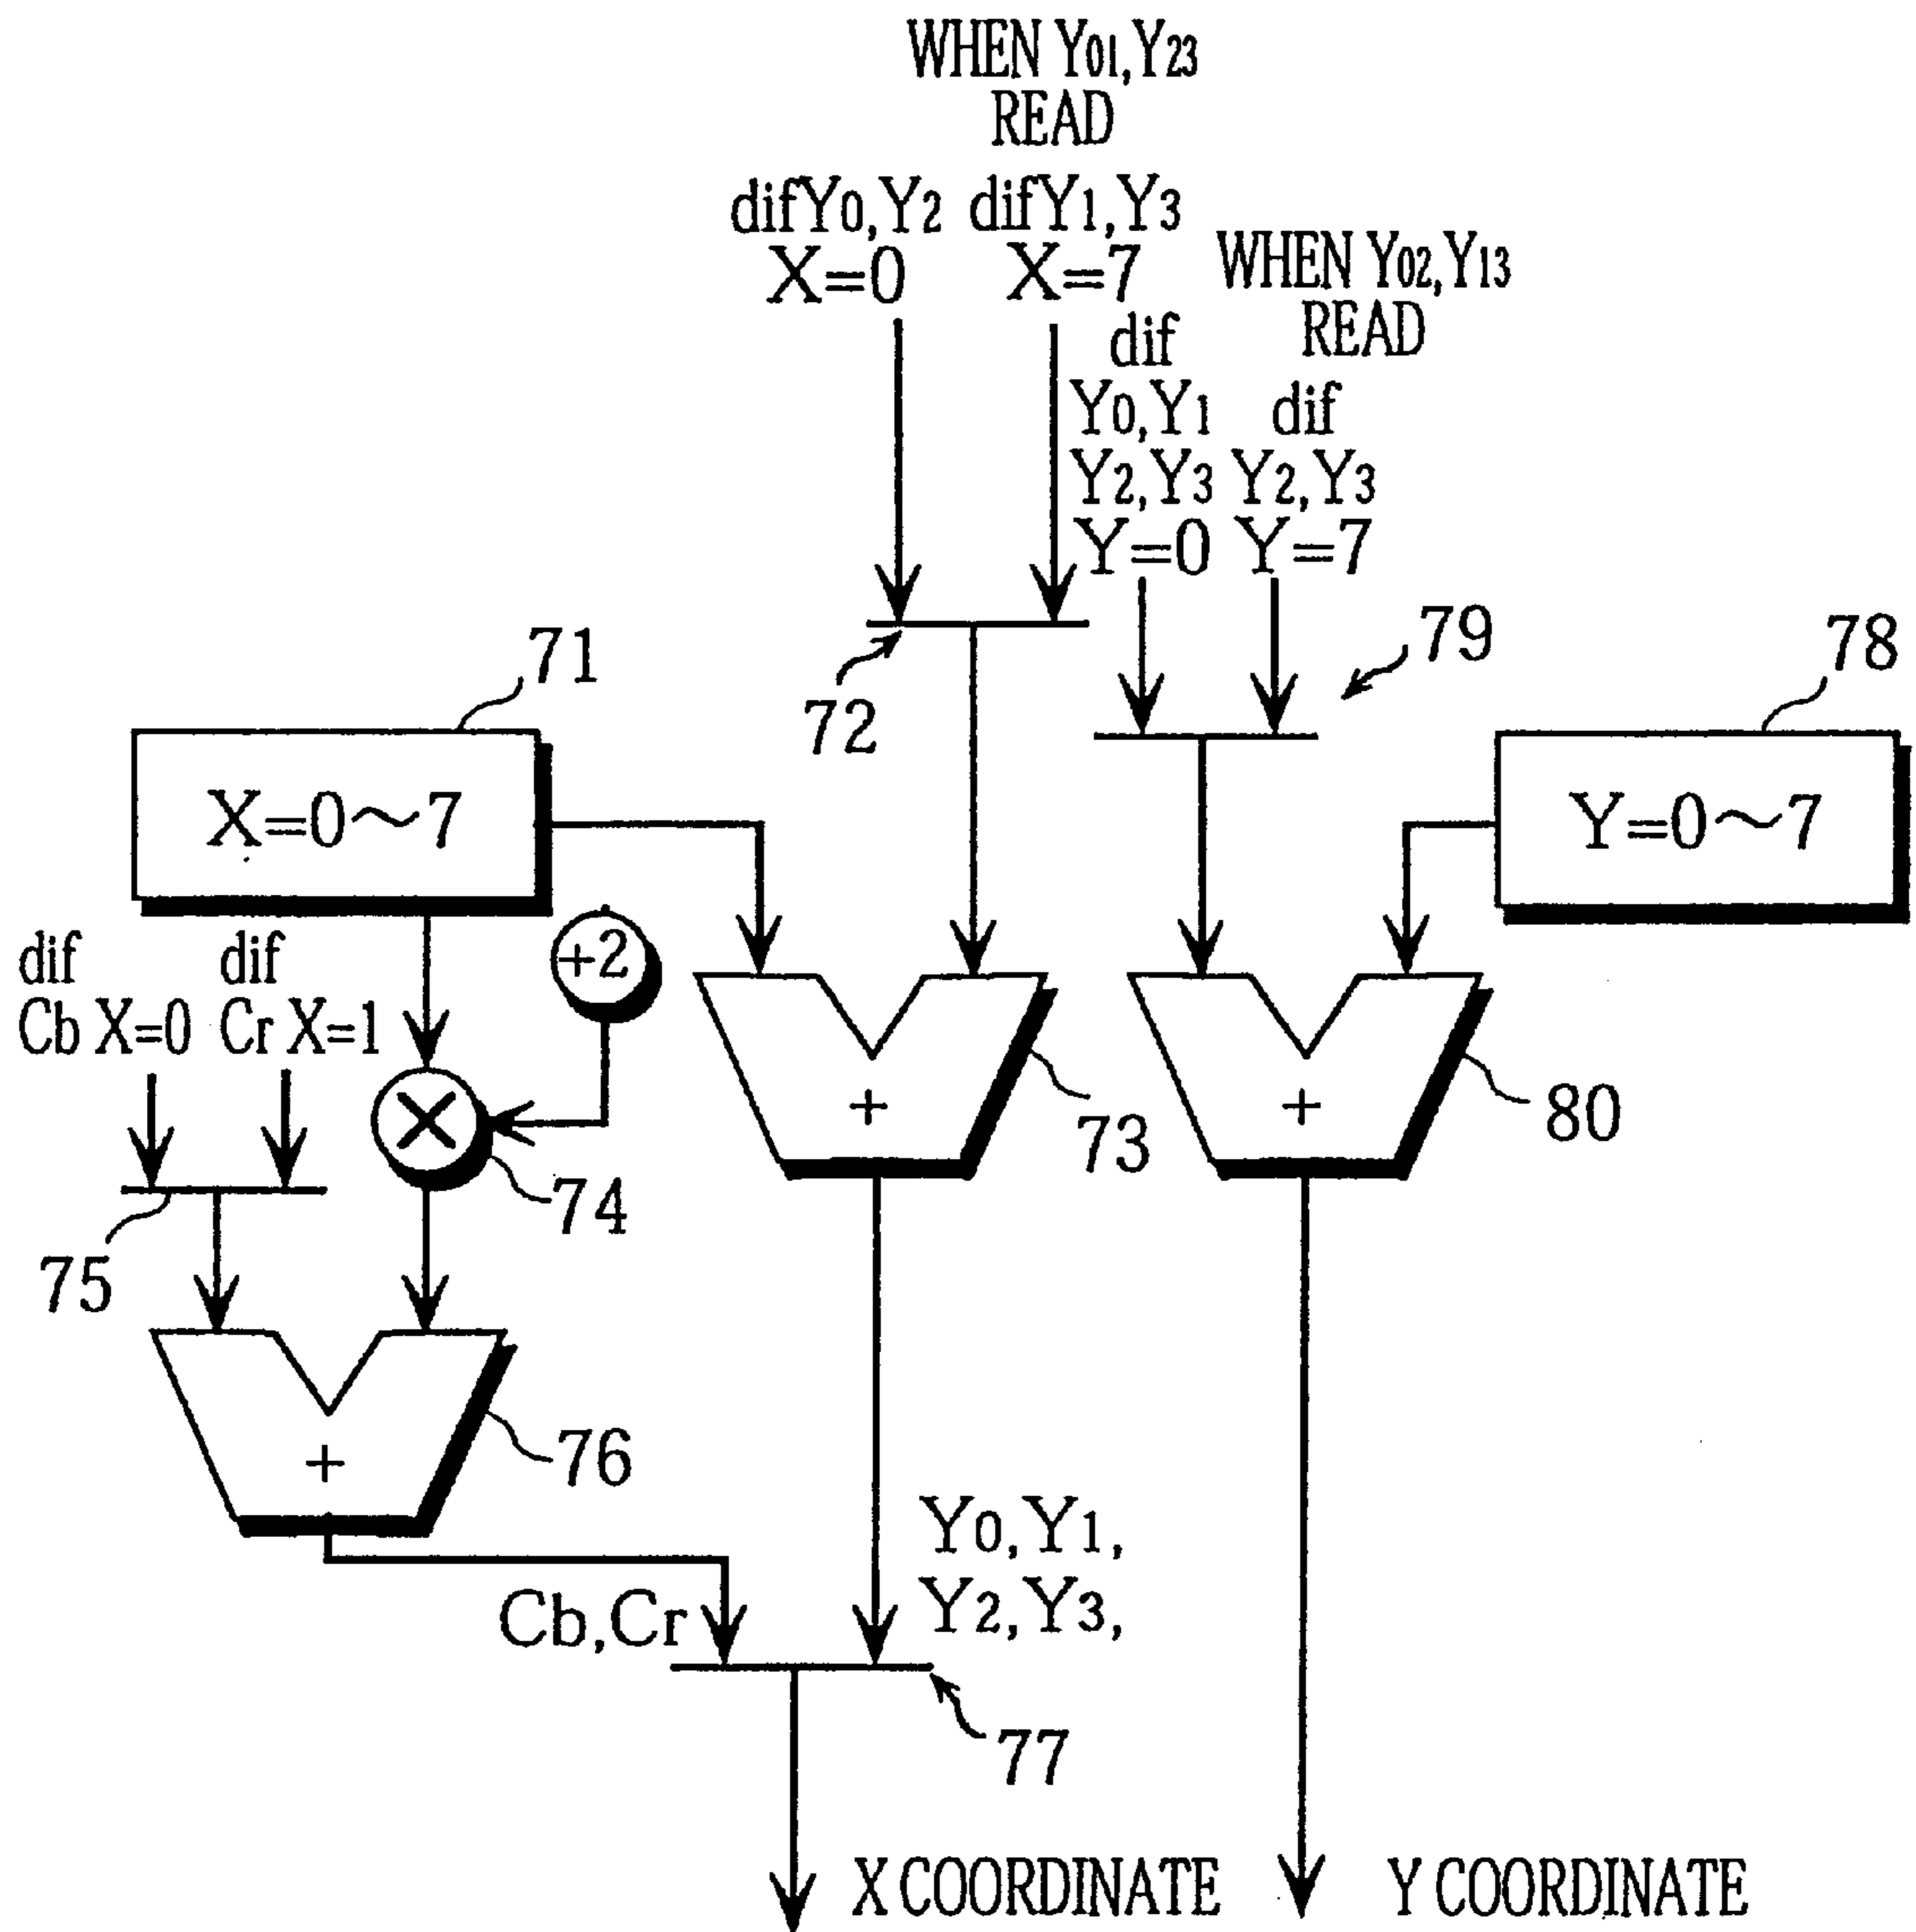 WHEN Y01,Y23
READ
difY0,Y2 difY1,Y3
X=0 X=7
WHEN Y02,Y13
READ
dif
Y0,Y1
Y2,Y3
Y=0
dif
Y2,Y3
Y=7
79
78
71
72
X=0~7
Y=0~7
dif
Cb X=0
dif
Cr X=1
+2
×
+
73
+
80
74
75
+
76
Y0,Y1,
Y2,Y3,
Cb,Cr
77
X COORDINATE
Y COORDINATE